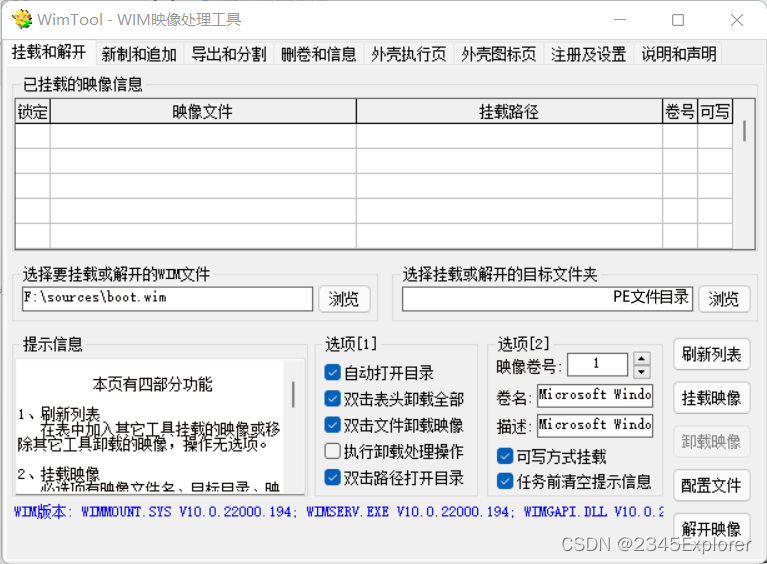 WimTool - WIM映像处理工具
挂载和解开 新制和追加 导出和分割 删卷和信息 外壳执行页 外壳图标页 注册及设置 说明和声明
已挂载的映像信息
锁定 映像文件 挂载路径 卷号 可写
选择要挂载或解开的WIM文件
F:\sources\boot.wim 浏览
选择挂载或解开的目标文件夹
PE文件目录 浏览
提示信息
本页有四部分功能
1、刷新列表
在表中加入其它工具挂载的映像或移
除其它工具卸载的映像，操作无选项。
2、挂载映像
必选项有映像文件名、目标目录、映
选项[1]
自动打开目录
双击表头卸载全部
双击文件卸载映像
执行卸载处理操作
双击路径打开目录
选项[2]
映像卷号: 1
卷名: Microsoft Windo
描述: Microsoft Windo
可写方式挂载
任务前清空提示信息
刷新列表
挂载映像
卸载映像
配置文件
解开映像
WIM版本: WIMMOUNT.SYS V10.0.22000.194; WIMSERV.EXE V10.0.22000.194; WIMGAPI.DLL V10.0.2
CSDN @2345Explorer